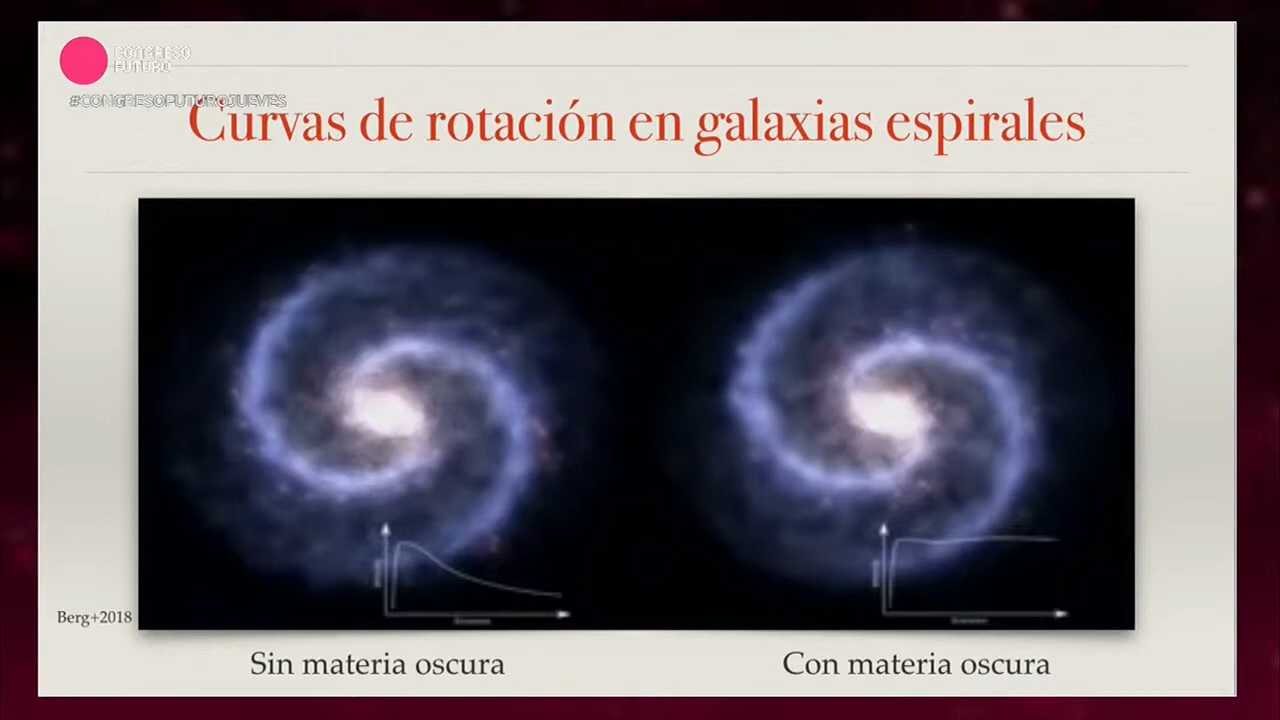 CONGRESO
FUTURO
#CONGRESOFUTUROJUEVES
Curvas de rotación en galaxias espirales
Berg+2018
Sin materia oscura
Con materia oscura